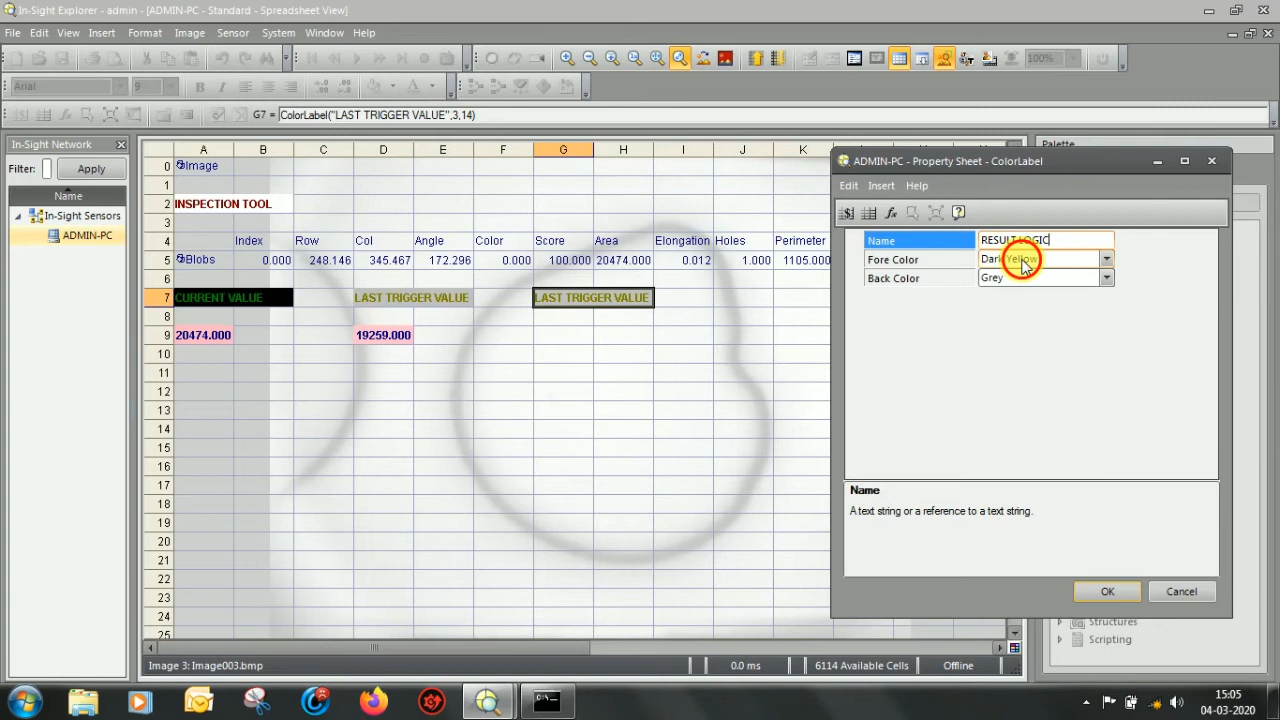 In-Sight Explorer - admin - [ADMIN-PC - Standard - Spreadsheet View]
File Edit View Insert Format Image Sensor System Window Help
100%
Arial 9
G7 = ColorLabel("LAST TRIGGER VALUE",3,14)
In-Sight Network
Filter: Apply
Name
In-Sight Sensors
ADMIN-PC
A B C D E F G H I J K
0 Image
1
2 INSPECTION TOOL
3
4 Index Row Col Angle Color Score Area Elongation Holes Perimeter
5 Blobs 0.000 248.146 345.467 172.296 0.000 100.000 20474.000 0.012 1.000 1105.000
6
7 CURRENT VALUE LAST TRIGGER VALUE LAST TRIGGER VALUE
8
9 20474.000 19259.000
10
11
12
13
14
15
16
17
18
19
20
21
22
23
24
25
Palette
ADMIN-PC - Property Sheet - ColorLabel
Edit Insert Help
Name RESULT LOGIC
Fore Color Dark Yellow
Back Color Grey
Name
A text string or a reference to a text string.
OK Cancel
Structures
Scripting
Image 3: Image003.bmp 0.0 ms 6114 Available Cells Offline
15:05
04-03-2020